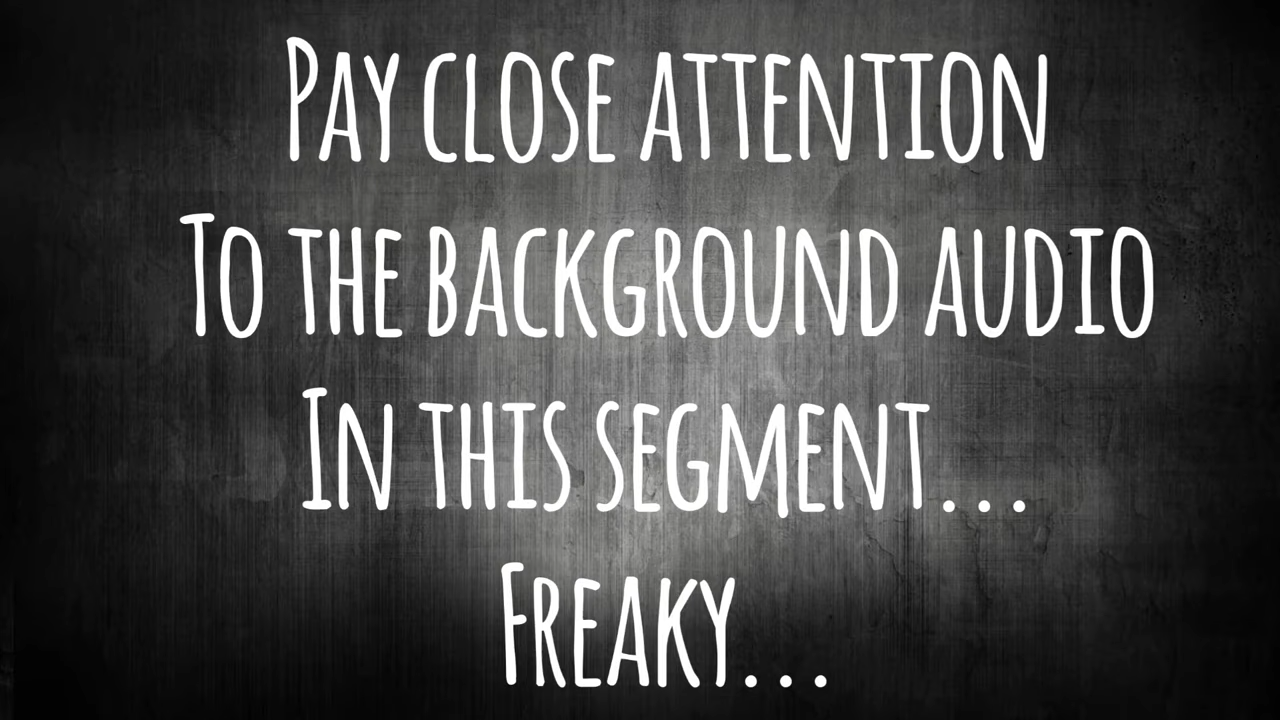 Pay close attention
To the background audio
In this segment...
Freaky...